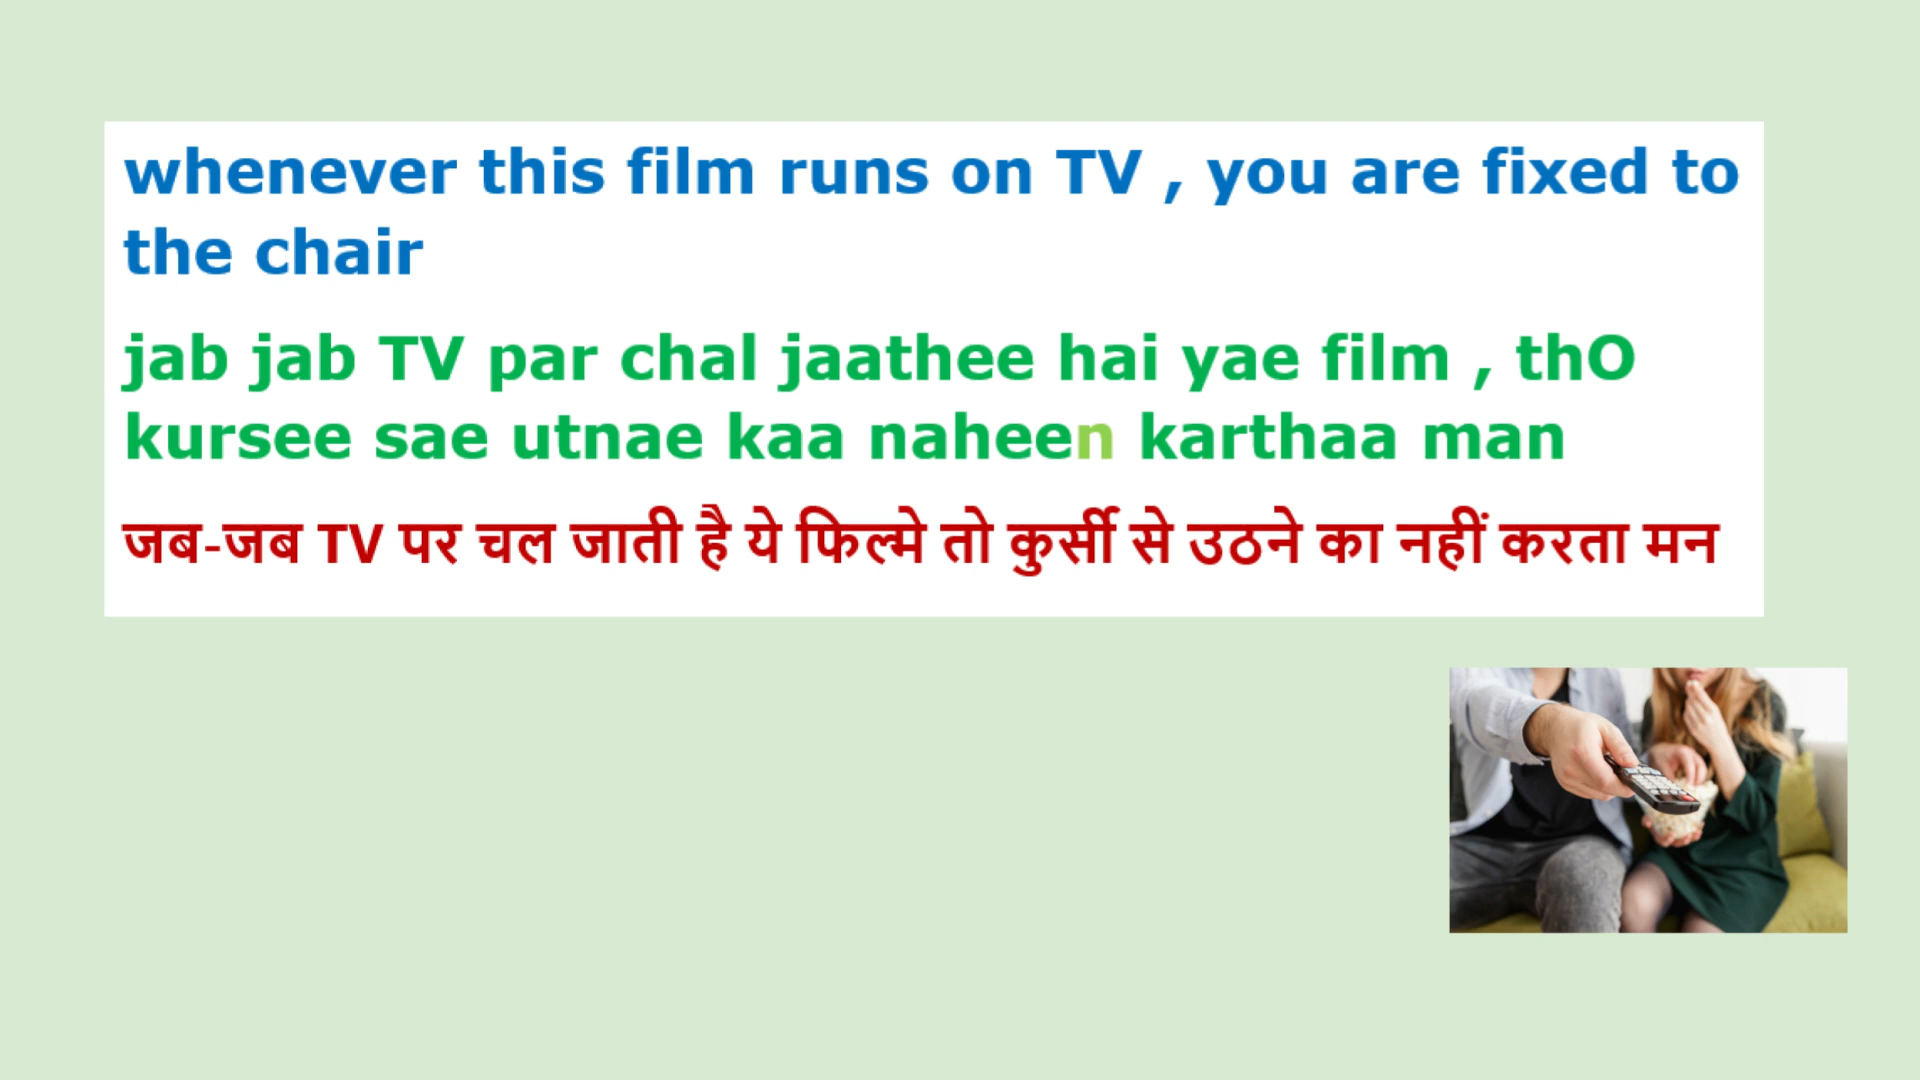 whenever this film runs on TV , you are fixed to
the chair
jab jab TV par chal jaathee hai yae film , thO
kursee sae utnae kaa naheen karthaa man
जब-जब TV पर चल जाती है ये फिल्मे तो कुर्सी से उठने का नहीं करता मन